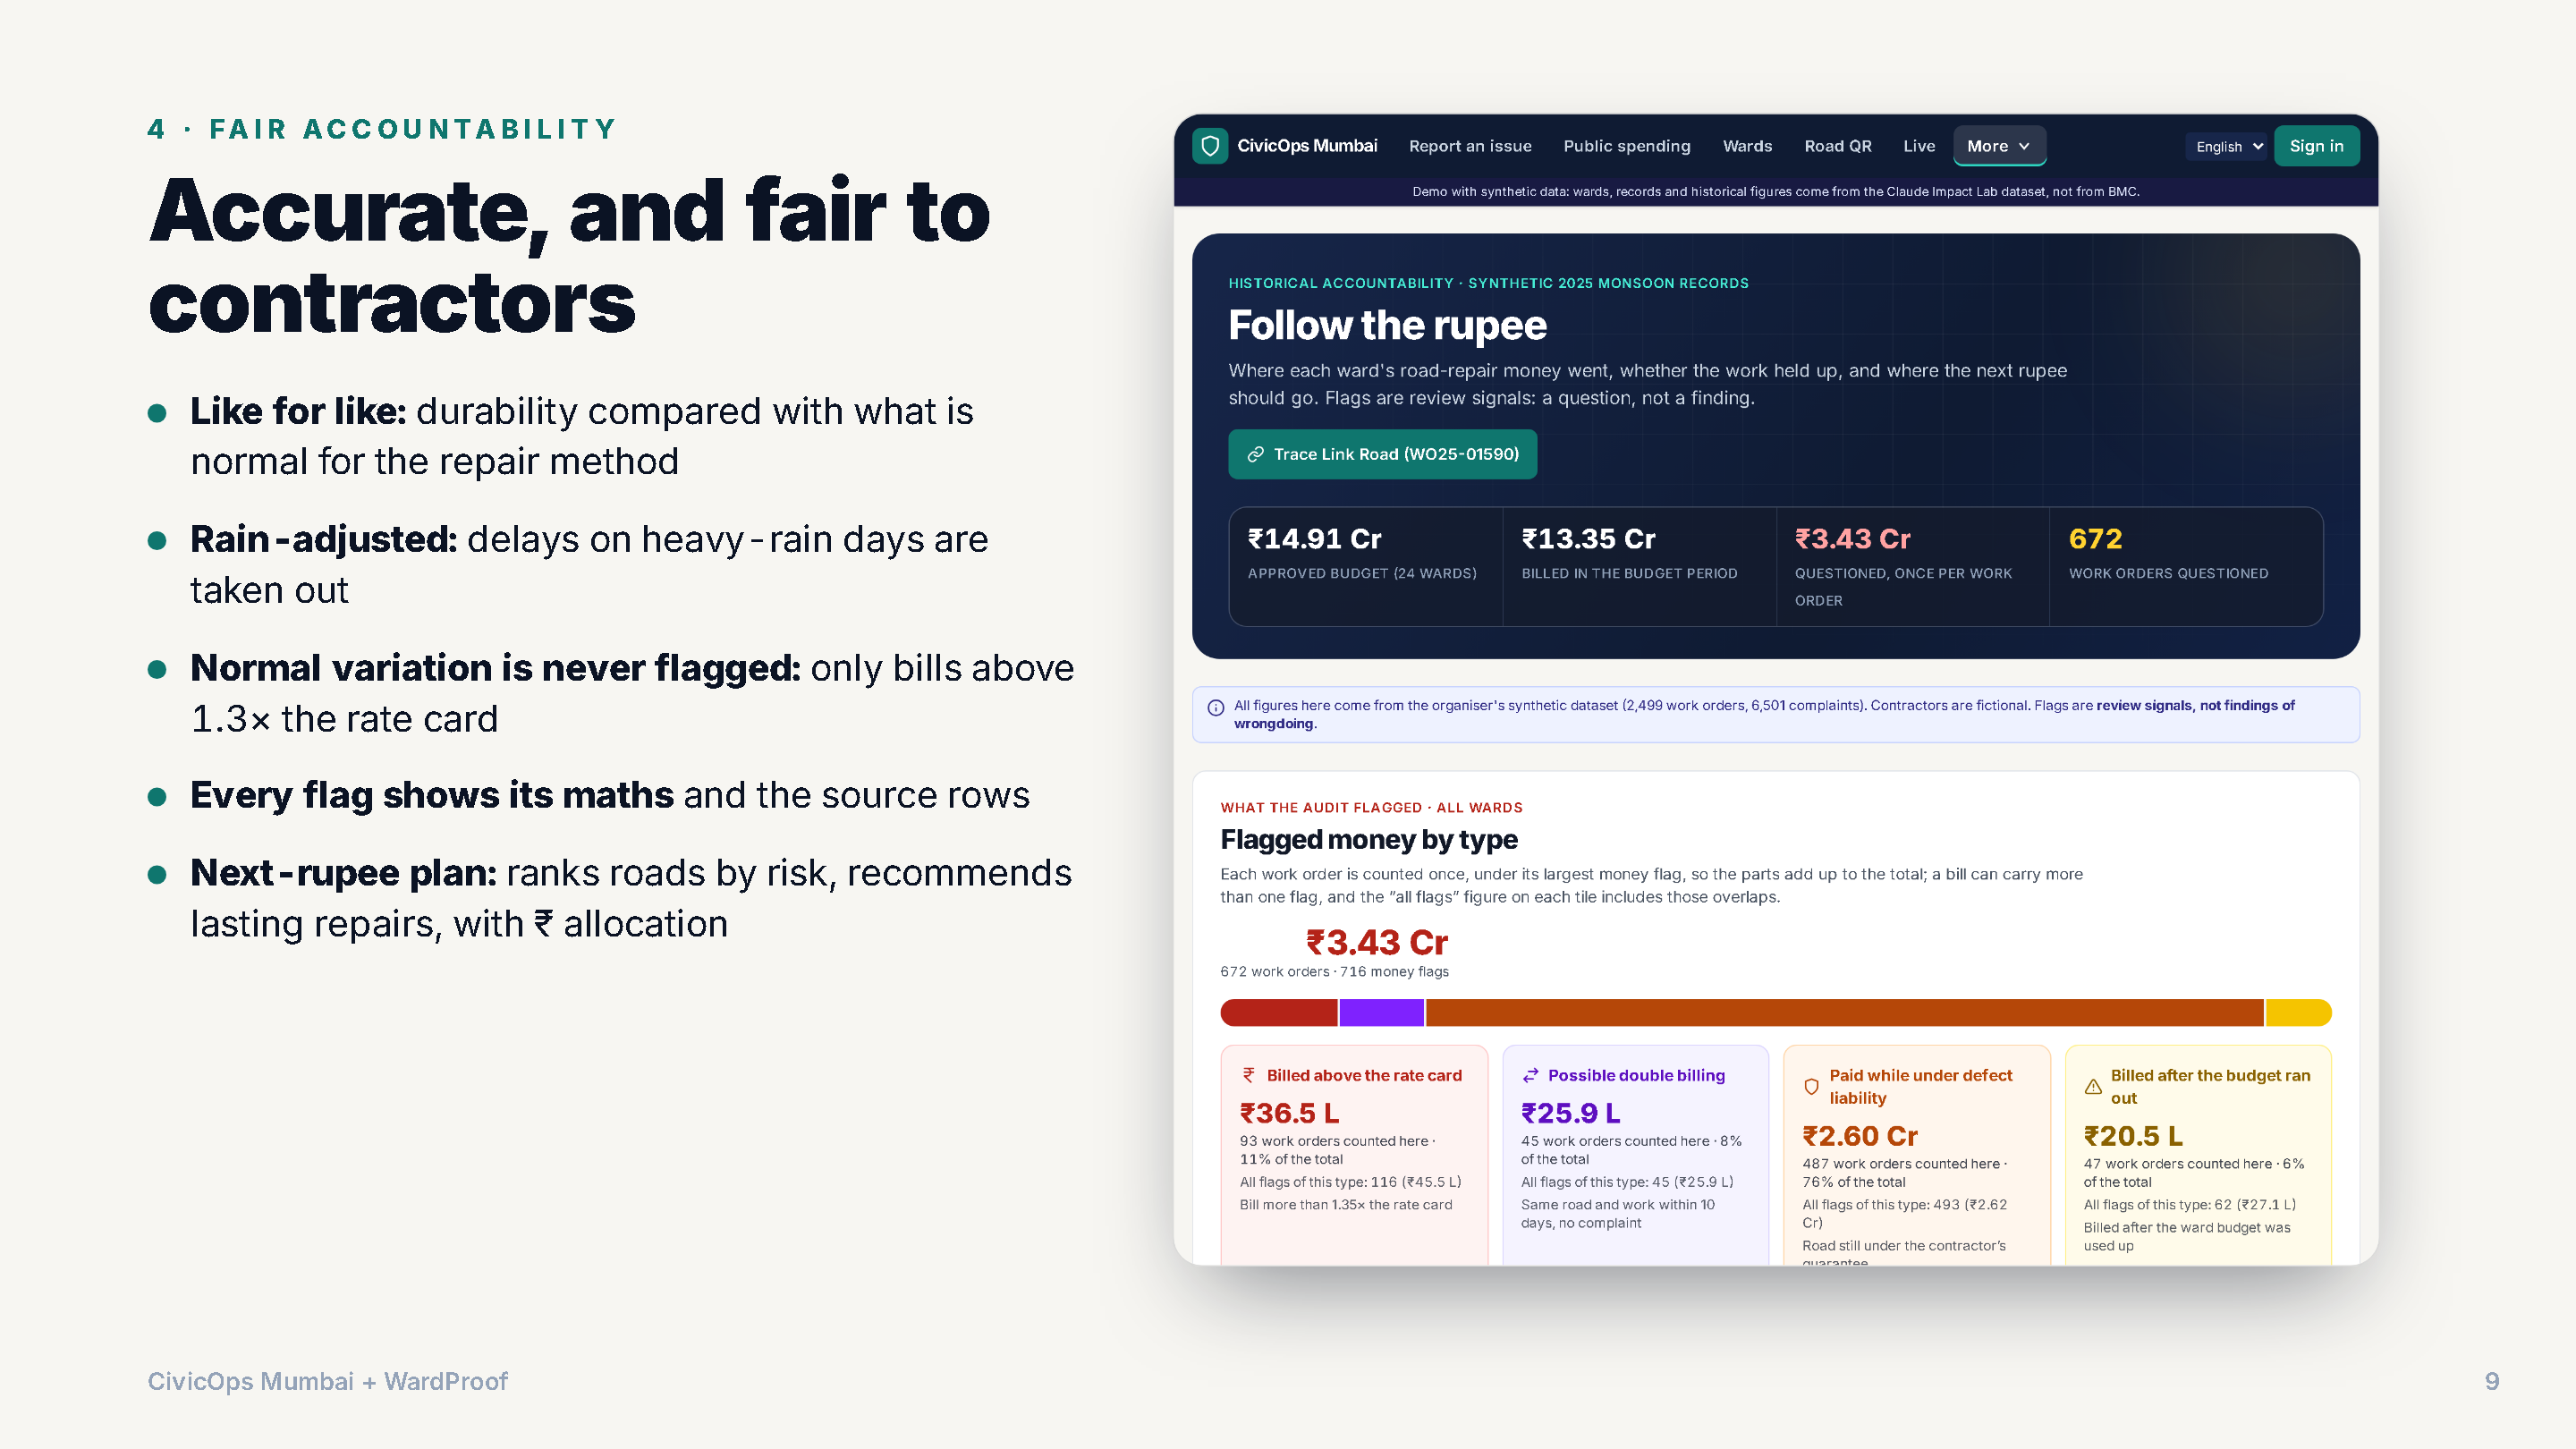 4 · FAIR ACCOUNTABILITY
Accurate, and fair to
contractors
Like for like: durability compared with what is
normal for the repair method
Rain-adjusted: delays on heavy-rain days are
taken out
Normal variation is never flagged: only bills above
1.3× the rate card
Every flag shows its maths and the source rows
Next-rupee plan: ranks roads by risk, recommends
lasting repairs, with ₹ allocation
CivicOps Mumbai Report an issue Public spending Wards Road QR Live More English Sign in
Demo with synthetic data: wards, records and historical figures come from the Claude Impact Lab dataset, not from BMC.
HISTORICAL ACCOUNTABILITY · SYNTHETIC 2025 MONSOON RECORDS
Follow the rupee
Where each ward's road-repair money went, whether the work held up, and where the next rupee
should go. Flags are review signals: a question, not a finding.
Trace Link Road (WO25-01590)
₹14.91 Cr
APPROVED BUDGET (24 WARDS)
₹13.35 Cr
BILLED IN THE BUDGET PERIOD
₹3.43 Cr
QUESTIONED, ONCE PER WORK
ORDER
672
WORK ORDERS QUESTIONED
All figures here come from the organiser's synthetic dataset (2,499 work orders, 6,501 complaints). Contractors are fictional. Flags are review signals, not findings of
wrongdoing.
WHAT THE AUDIT FLAGGED · ALL WARDS
Flagged money by type
Each work order is counted once, under its largest money flag, so the parts add up to the total; a bill can carry more
than one flag, and the “all flags” figure on each tile includes those overlaps.
₹3.43 Cr
672 work orders · 716 money flags
₹ Billed above the rate card
₹36.5 L
93 work orders counted here ·
11% of the total
All flags of this type: 116 (₹45.5 L)
Bill more than 1.35× the rate card
Possible double billing
₹25.9 L
45 work orders counted here · 8%
of the total
All flags of this type: 45 (₹25.9 L)
Same road and work within 10
days, no complaint
Paid while under defect
liability
₹2.60 Cr
487 work orders counted here ·
76% of the total
All flags of this type: 493 (₹2.62
Cr)
Road still under the contractor’s
guarantee
Billed after the budget ran
out
₹20.5 L
47 work orders counted here · 6%
of the total
All flags of this type: 62 (₹27.1 L)
Billed after the ward budget was
used up
CivicOps Mumbai + WardProof
9